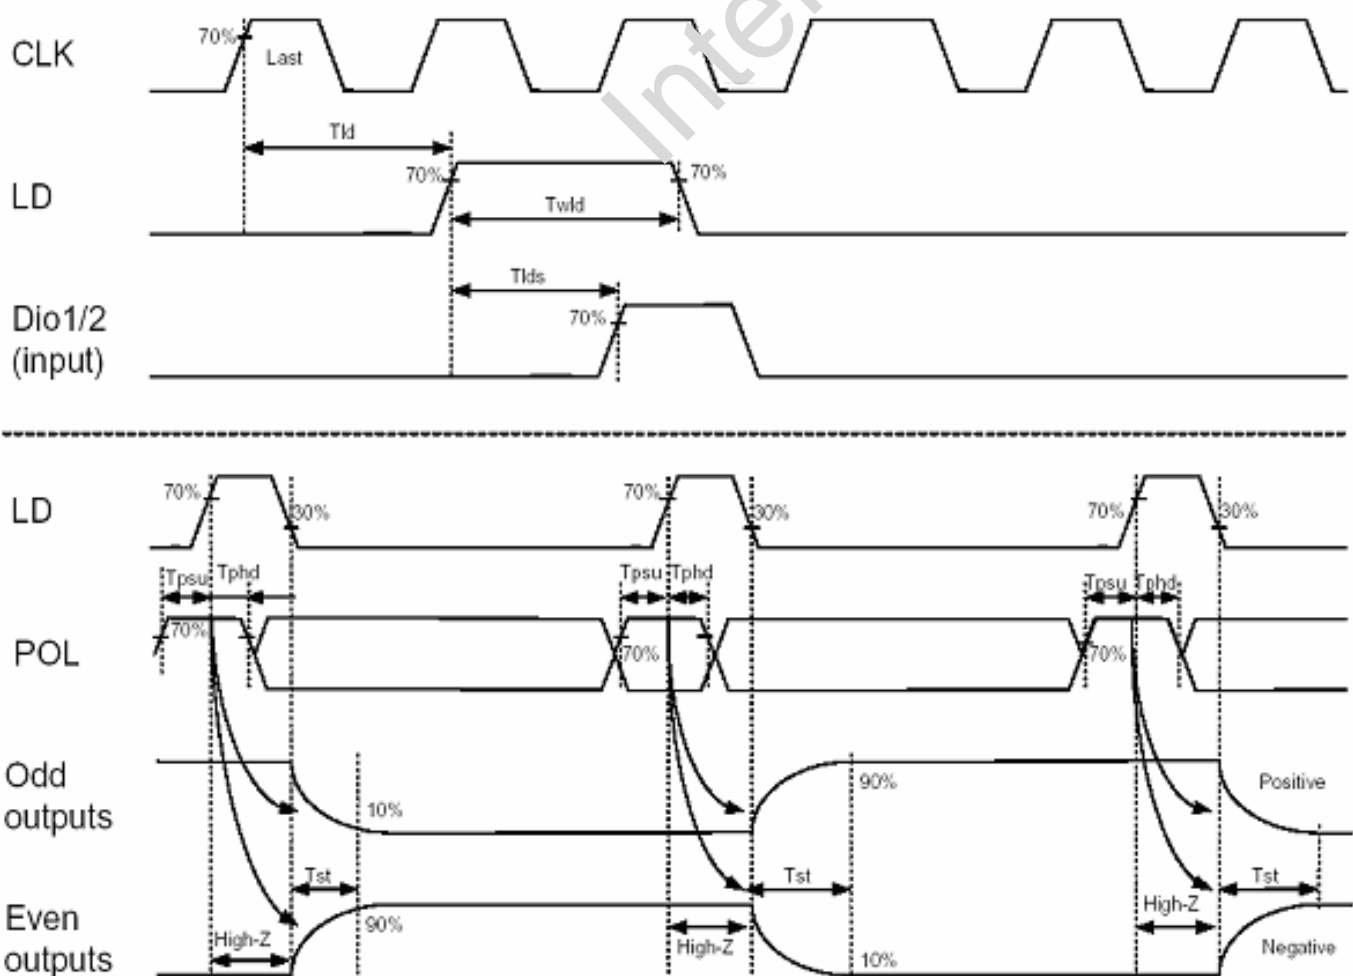 CLK
70%
Last
Inter
Tld
LD
70%
70%
Twld
Tlds
Dio1/2
(input)
70%
LD
70%
30%
70%
30%
70%
30%
Tpsu
Tphd
Tpsu
Tphd
Tpsu
Tphd
POL
70%
70%
70%
Odd
outputs
10%
90%
Positive
Tst
Tst
Tst
Even
outputs
High-Z
90%
High-Z
10%
High-Z
Negative